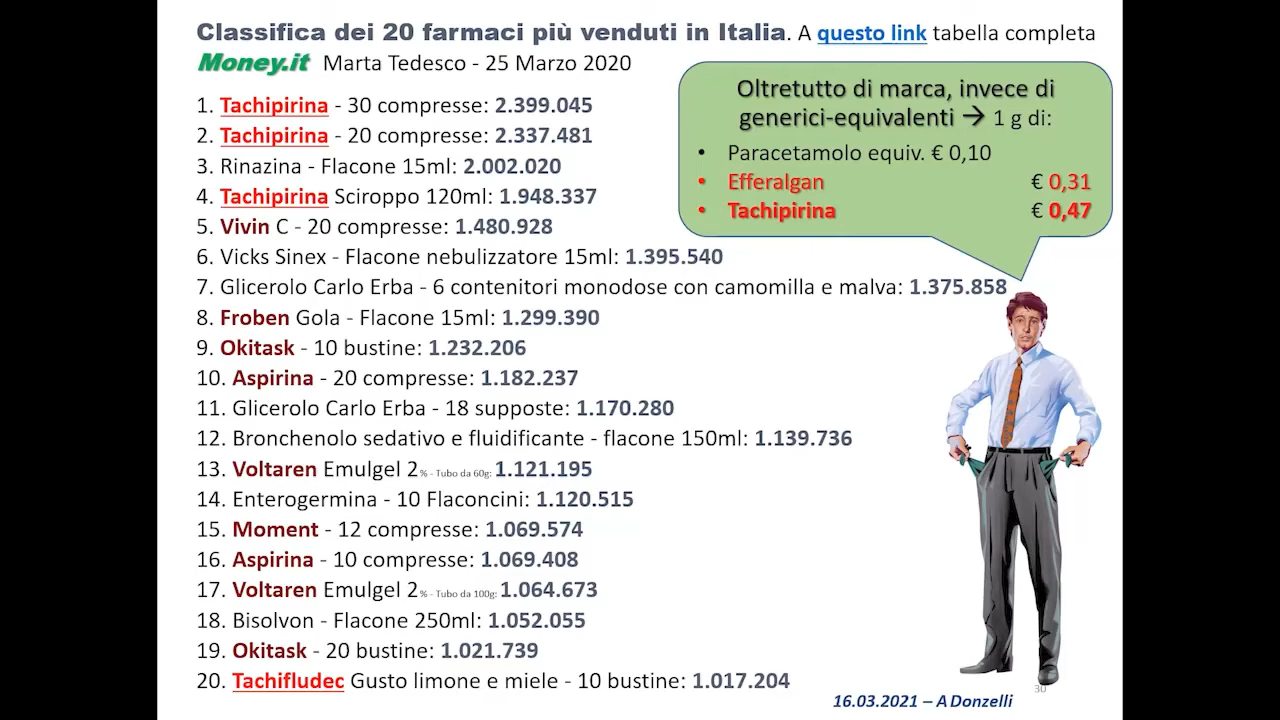 Classifica dei 20 farmaci più venduti in Italia. A questo link tabella completa
Money.it Marta Tedesco - 25 Marzo 2020
Oltretutto di marca, invece di
generici-equivalenti → 1 g di:
• Paracetamolo equiv. € 0,10
• Efferalgan € 0,31
• Tachipirina € 0,47
1. Tachipirina - 30 compresse: 2.399.045
2. Tachipirina - 20 compresse: 2.337.481
3. Rinazina - Flacone 15ml: 2.002.020
4. Tachipirina Sciroppo 120ml: 1.948.337
5. Vivin C - 20 compresse: 1.480.928
6. Vicks Sinex - Flacone nebulizzatore 15ml: 1.395.540
7. Glicerolo Carlo Erba - 6 contenitori monodose con camomilla e malva: 1.375.858
8. Froben Gola - Flacone 15ml: 1.299.390
9. Okitask - 10 bustine: 1.232.206
10. Aspirina - 20 compresse: 1.182.237
11. Glicerolo Carlo Erba - 18 supposte: 1.170.280
12. Bronchenolo sedativo e fluidificante - flacone 150ml: 1.139.736
13. Voltaren Emulgel 2% - Tubo da 60g: 1.121.195
14. Enterogermina - 10 Flaconcini: 1.120.515
15. Moment - 12 compresse: 1.069.574
16. Aspirina - 10 compresse: 1.069.408
17. Voltaren Emulgel 2% - Tubo da 100g: 1.064.673
18. Bisolvon - Flacone 250ml: 1.052.055
19. Okitask - 20 bustine: 1.021.739
20. Tachifludec Gusto limone e miele - 10 bustine: 1.017.204
30
16.03.2021 – A Donzelli